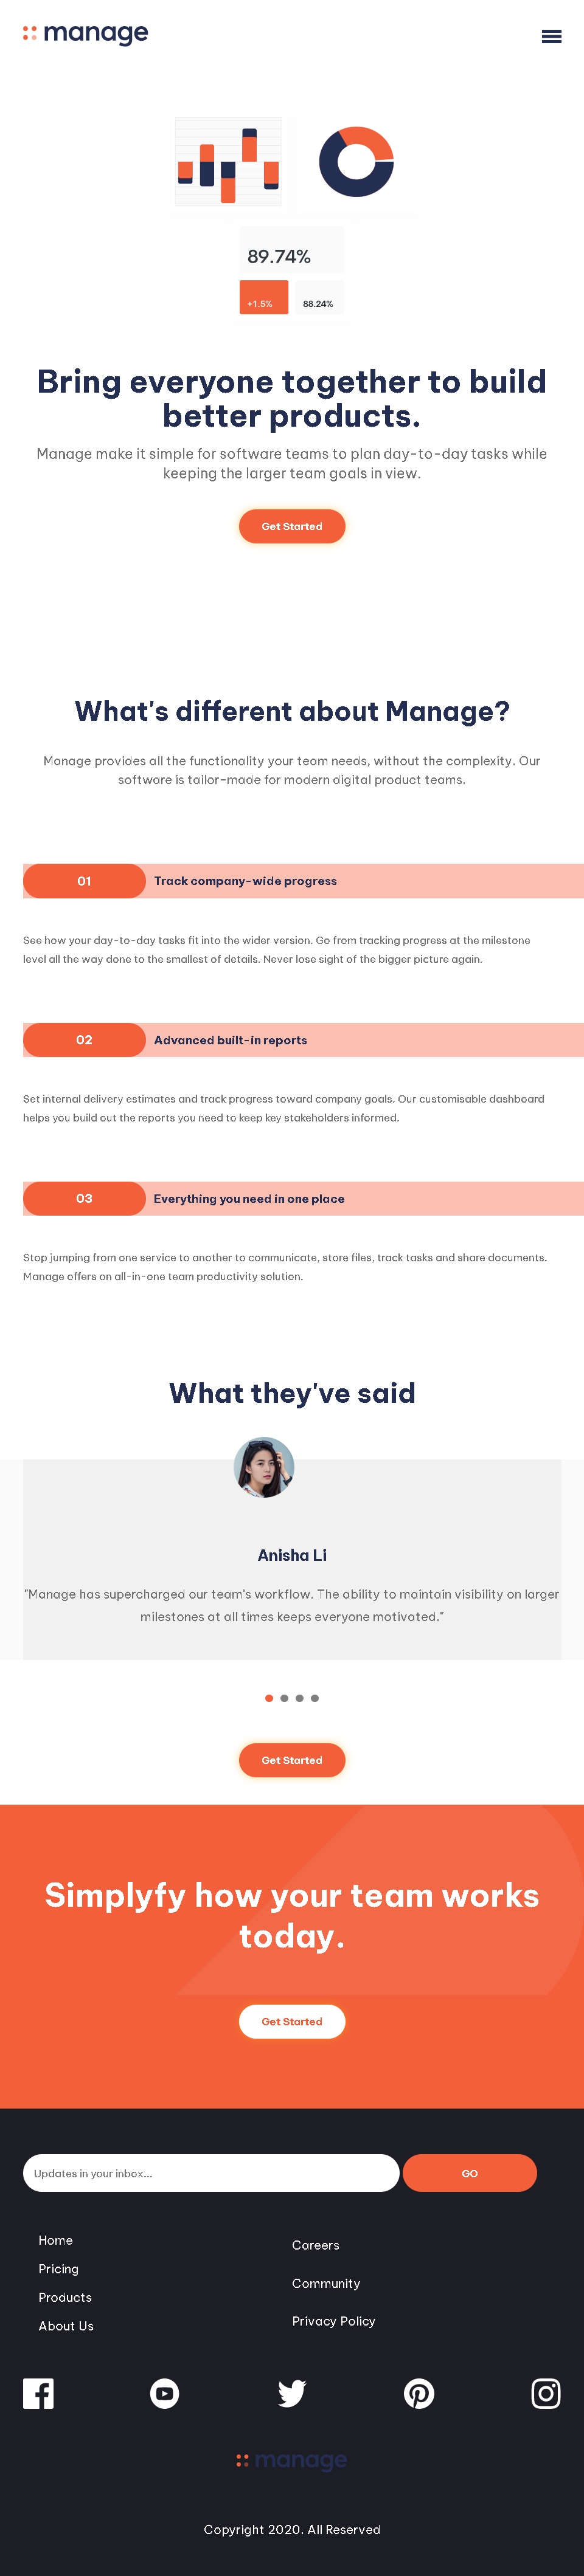 manage
89.74%
+1.5%
88.24%
Bring everyone together to build
better products.
Manage make it simple for software teams to plan day-to-day tasks while
keeping the larger team goals in view.
Get Started
What's different about Manage?
Manage provides all the functionality your team needs, without the complexity. Our
software is tailor-made for modern digital product teams.
01
Track company-wide progress
See how your day-to-day tasks fit into the wider version. Go from tracking progress at the milestone
level all the way done to the smallest of details. Never lose sight of the bigger picture again.
02
Advanced built-in reports
Set internal delivery estimates and track progress toward company goals. Our customisable dashboard
helps you build out the reports you need to keep key stakeholders informed.
03
Everything you need in one place
Stop jumping from one service to another to communicate, store files, track tasks and share documents.
Manage offers on all-in-one team productivity solution.
What they've said
Anisha Li
"Manage has supercharged our team's workflow. The ability to maintain visibility on larger
milestones at all times keeps everyone motivated."
Get Started
Simplyfy how your team works
today.
Get Started
Updates in your inbox...
GO
Home
Pricing
Products
About Us
Careers
Community
Privacy Policy
manage
Copyright 2020. All Reserved